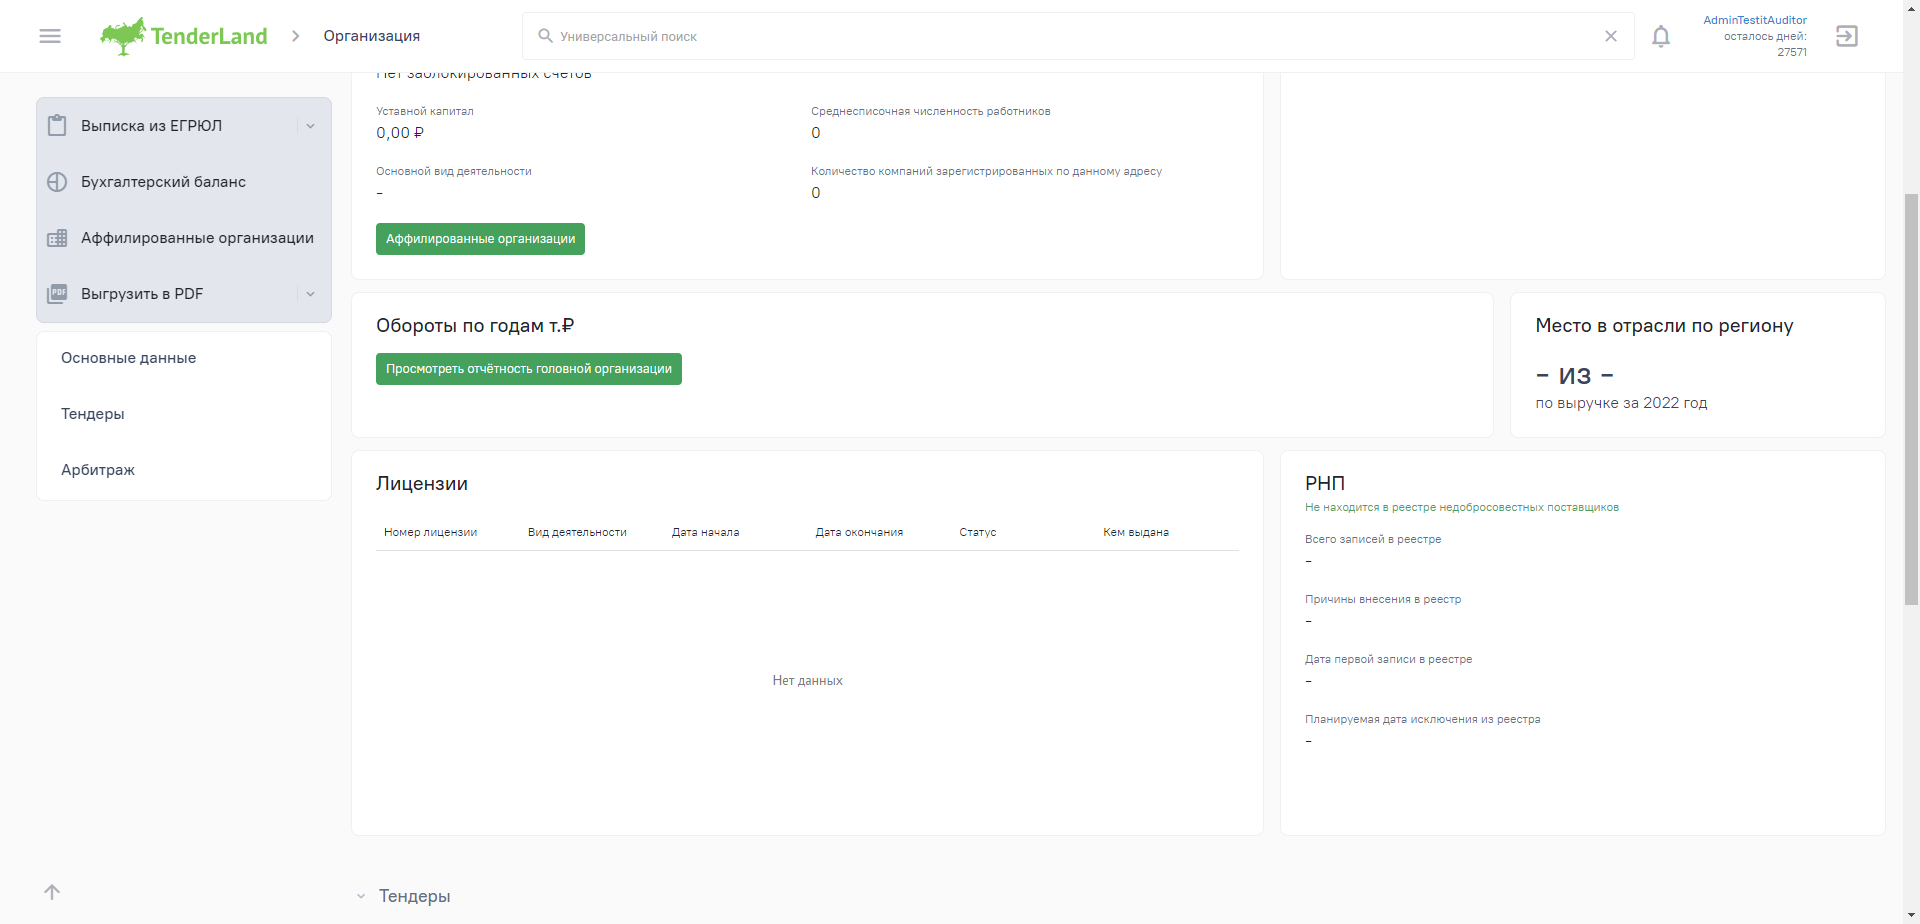 TenderLand
Организация
Универсальный поиск
AdminTestitAuditor
осталось дней:
27571
Выписка из ЕГРЮЛ
Бухгалтерский баланс
Аффилированные организации
Выгрузить в PDF
Основные данные
Тендеры
Арбитраж
Нет заблокированных счетов
Уставной капитал
0,00 ₽
Среднесписочная численность работников
0
Основной вид деятельности
-
Количество компаний зарегистрированных по данному адресу
0
Аффилированные организации
Обороты по годам т.₽
Просмотреть отчётность головной организации
Место в отрасли по региону
- из -
по выручке за 2022 год
Лицензии
Номер лицензии Вид деятельности Дата начала Дата окончания Статус Кем выдана
Нет данных
РНП
Не находится в реестре недобросовестных поставщиков
Всего записей в реестре
-
Причины внесения в реестр
-
Дата первой записи в реестре
-
Планируемая дата исключения из реестра
-
Тендеры